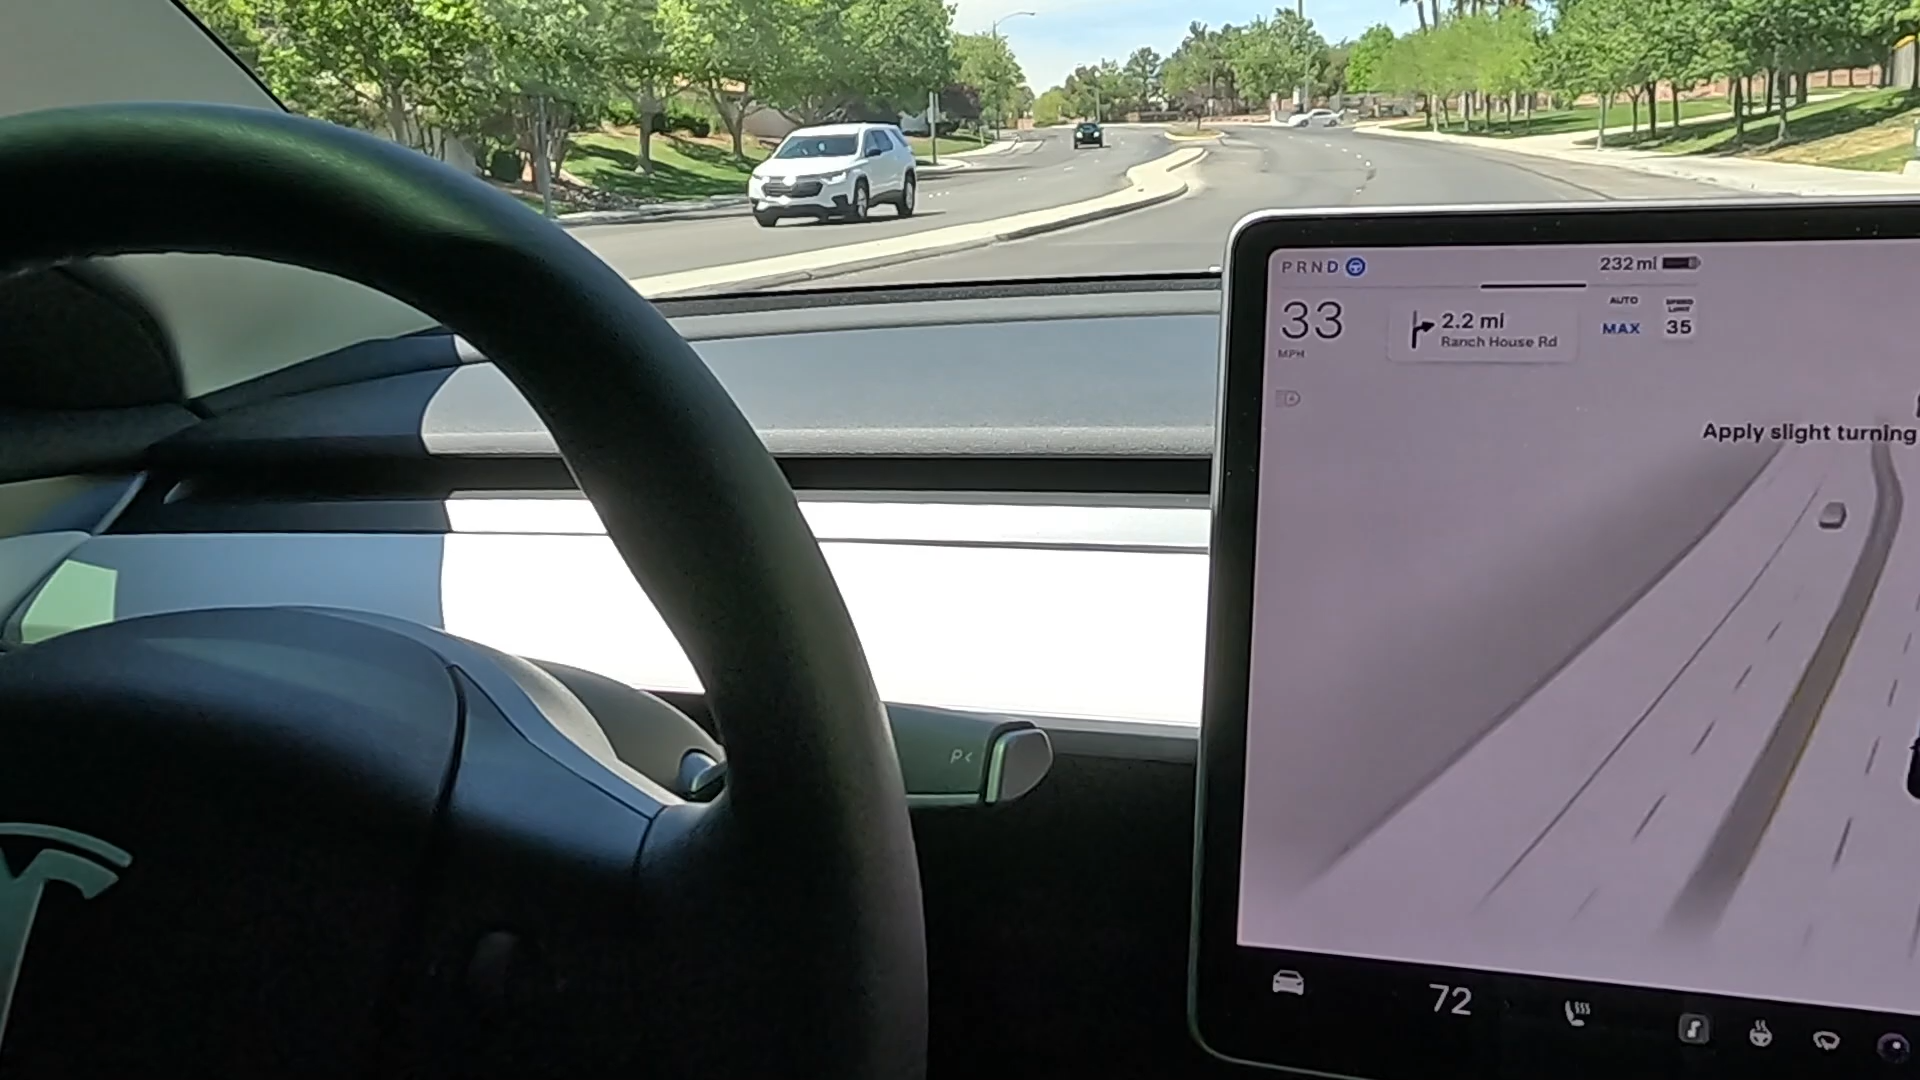 PRND
232 mi
33
MPH
2.2 mi
Ranch House Rd
AUTO
MAX
SPEED
LIMIT
35
Apply slight turning
P<
72